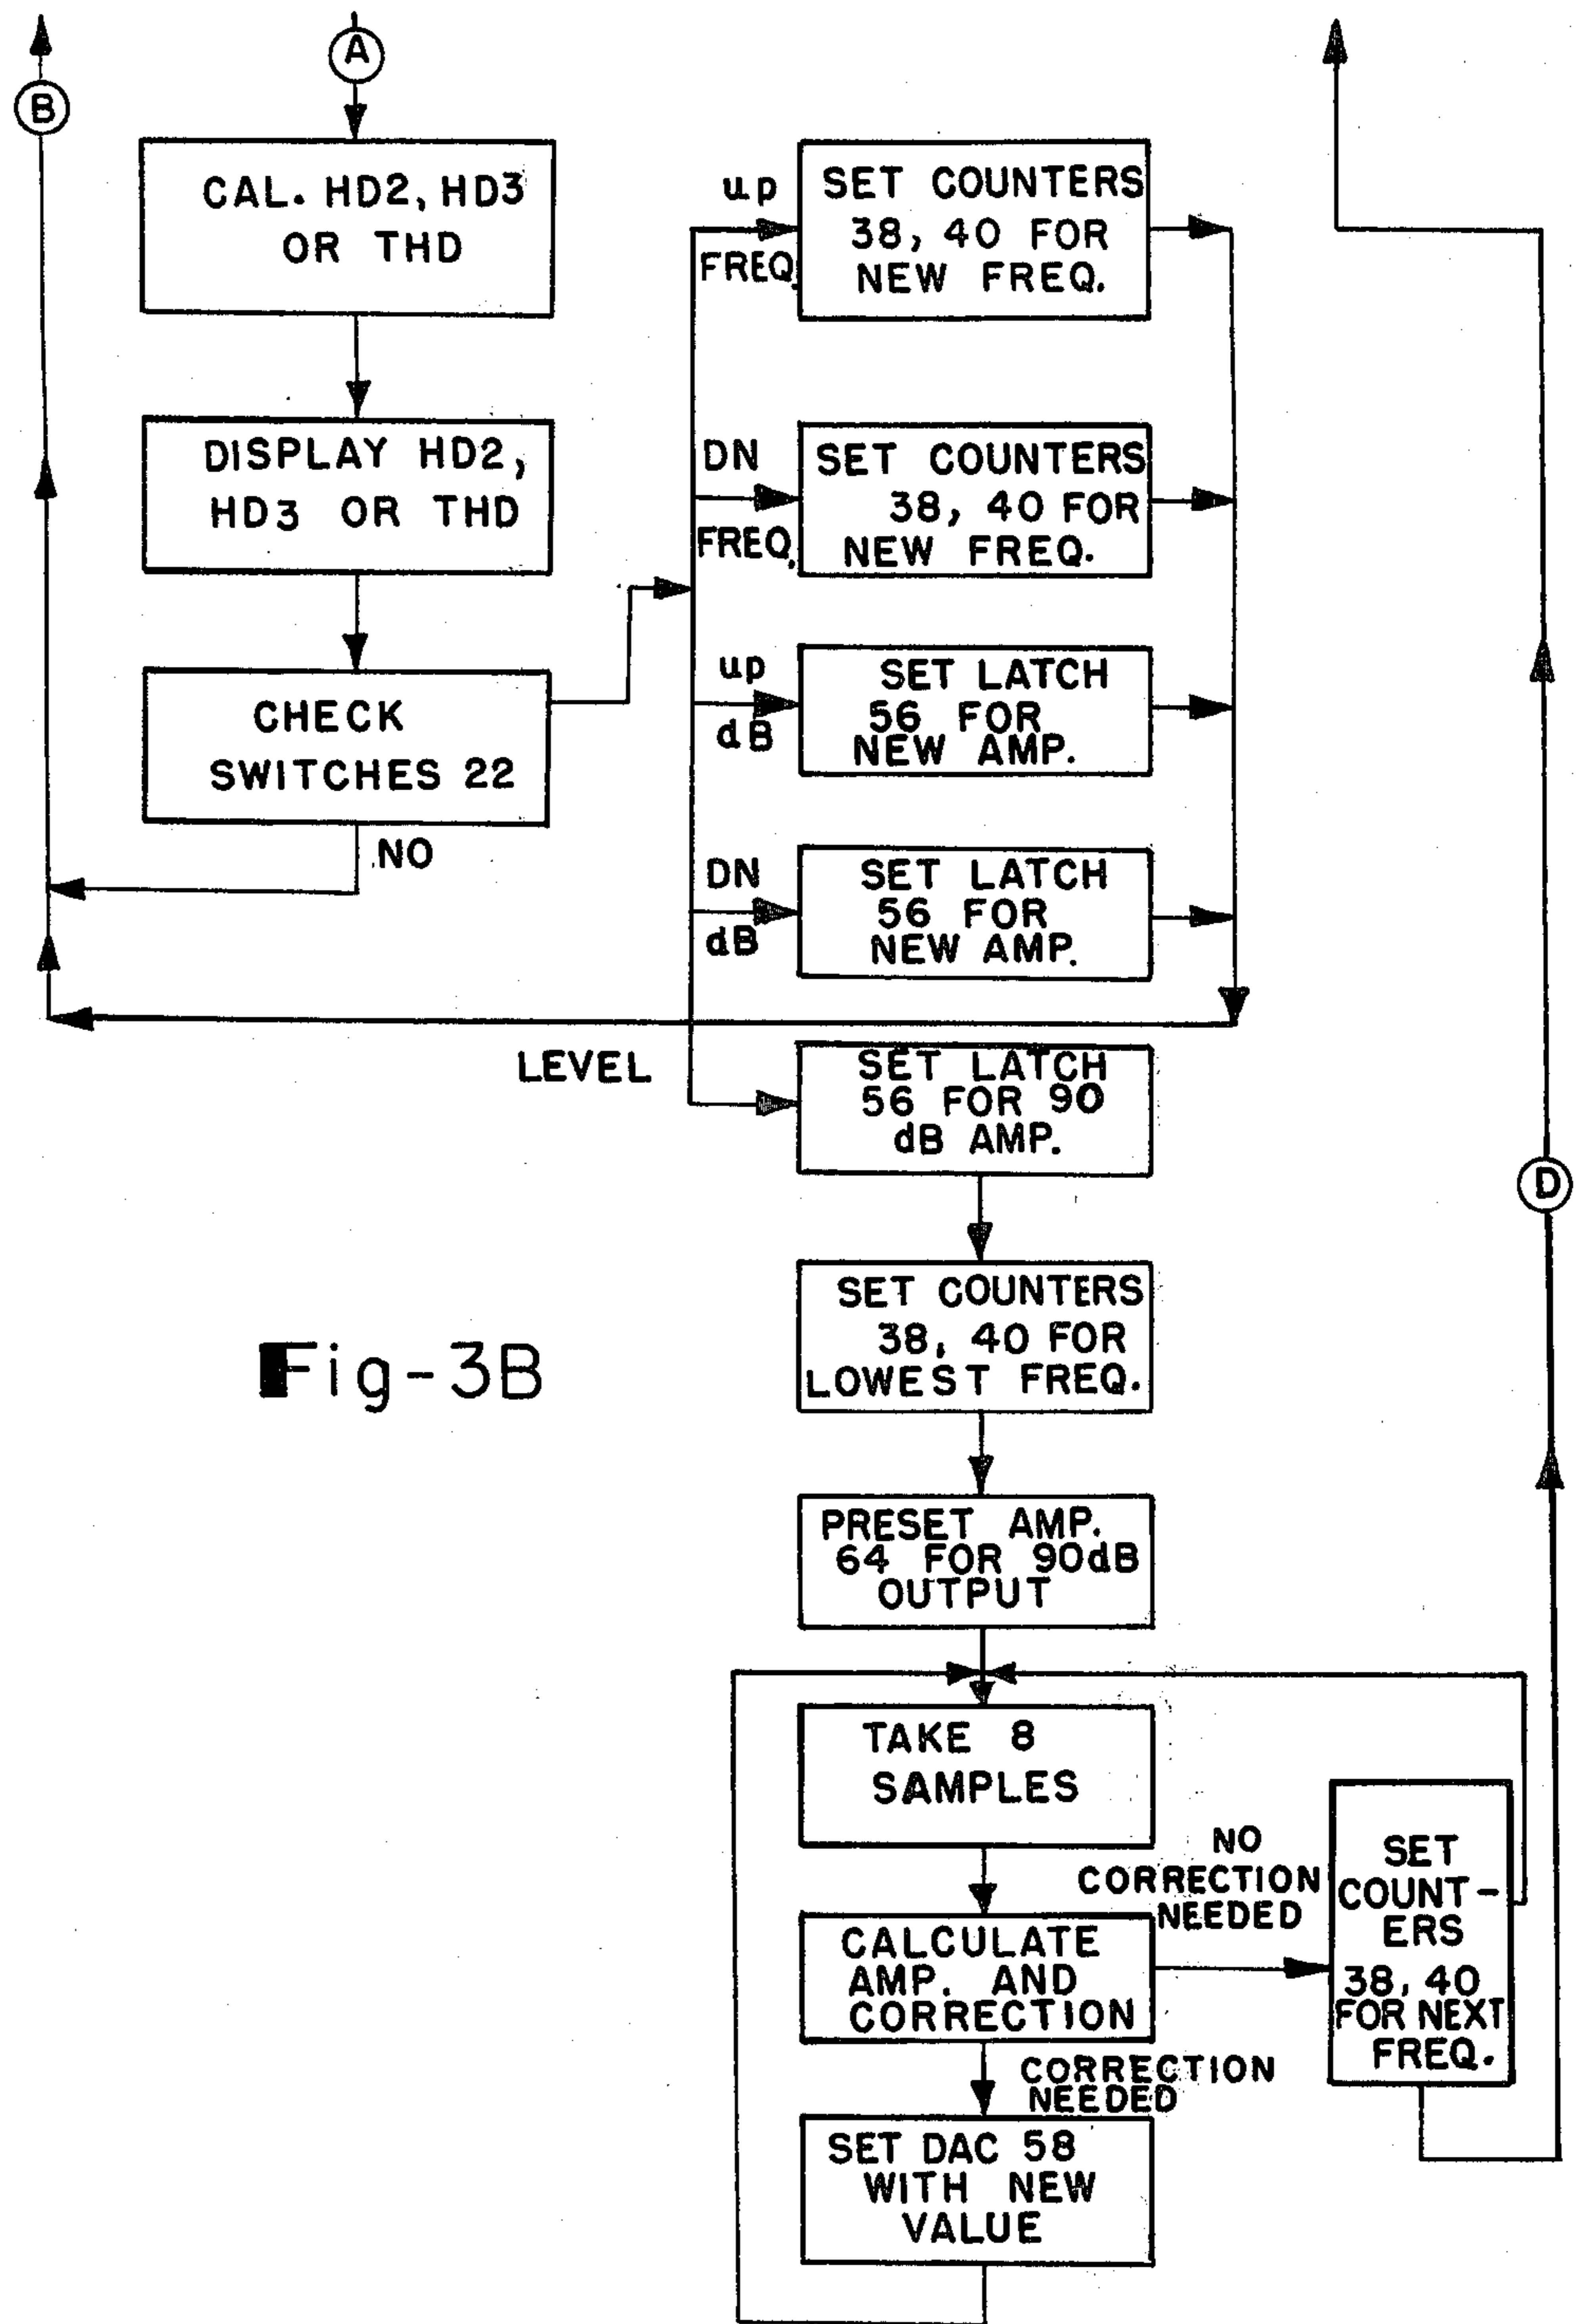 A
B
CAL. HD2, HD3
OR THD
DISPLAY HD2,
HD3 OR THD
CHECK
SWITCHES 22
NO
up
FREQ.
SET COUNTERS
38, 40 FOR
NEW FREQ.
DN
FREQ.
SET COUNTERS
38, 40 FOR
NEW FREQ.
up
dB
SET LATCH
56 FOR
NEW AMP.
DN
dB
SET LATCH
56 FOR
NEW AMP.
LEVEL
SET LATCH
56 FOR 90
dB AMP.
D
SET COUNTERS
38, 40 FOR
LOWEST FREQ.
Fig-3B
PRESET AMP.
64 FOR 90dB
OUTPUT
TAKE 8
SAMPLES
NO
CORRECTION
NEEDED
SET
COUNT-
ERS
38, 40
FOR NEXT
FREQ.
CALCULATE
AMP. AND
CORRECTION
CORRECTION
NEEDED
SET DAC 58
WITH NEW
VALUE